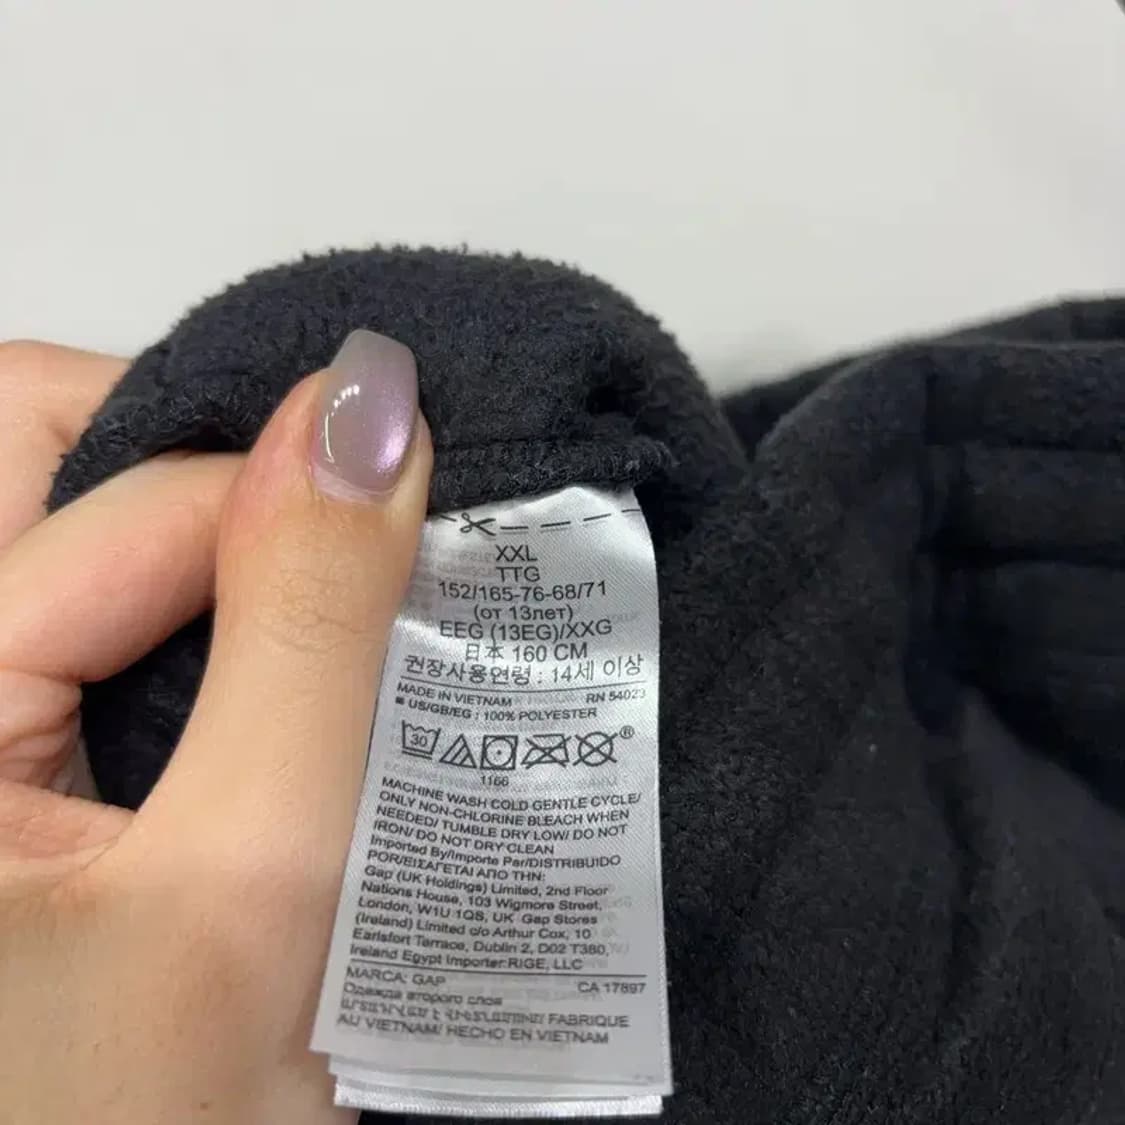 XXL
TTG
152/165-76-68/71
(от 13лет)
EEG (13EG)/XXG
日本 160 CM
권장사용연령 : 14세 이상
MADE IN VIETNAM RN 54023
US/GB/EG : 100% POLYESTER
30
®
1166
MACHINE WASH COLD GENTLE CYCLE/
ONLY NON-CHLORINE BLEACH WHEN
NEEDED/ TUMBLE DRY LOW/ DO NOT
IRON/ DO NOT DRY CLEAN
Imported By/Importe Par/DISTRIBUIDO
POR/ΕΙΣΑΓΕΤΑΙ ΑΠΟ ΤΗΝ:
Gap (UK Holdings) Limited, 2nd Floor
Nations House, 103 Wigmore Street,
London, W1U 1QS, UK Gap Stores
(Ireland) Limited c/o Arthur Cox, 10
Earlsfort Terrace, Dublin 2, D02 T380,
Ireland Egypt Importer:RIGE, LLC
MARCA: GAP CA 17897
Одежда второго слоя
FABRIQUE
AU VIETNAM/ HECHO EN VIETNAM